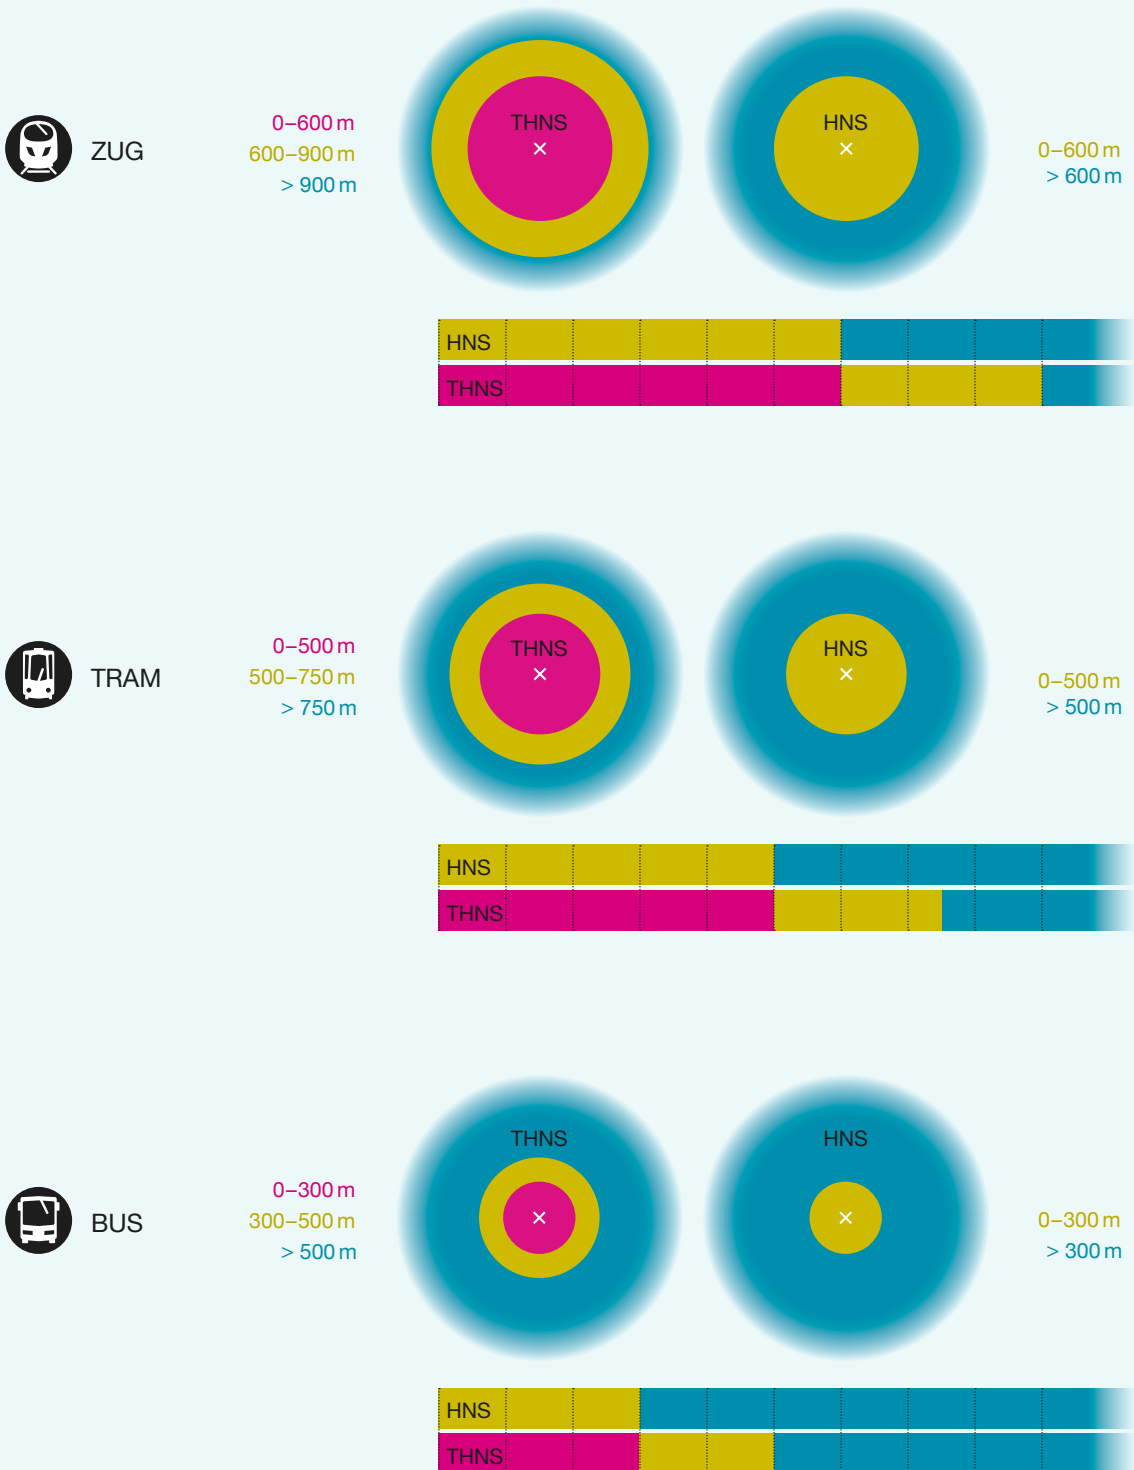 0–600 m
THNS
HNS
ZUG
600–900 m
0–600 m
> 900 m
> 600 m
HNS
THNS
0–500 m
THNS
HNS
TRAM
500–750 m
0–500 m
> 750 m
> 500 m
HNS
THNS
THNS
HNS
0–300 m
BUS
300–500 m
0–300 m
> 500 m
> 300 m
HNS
THNS